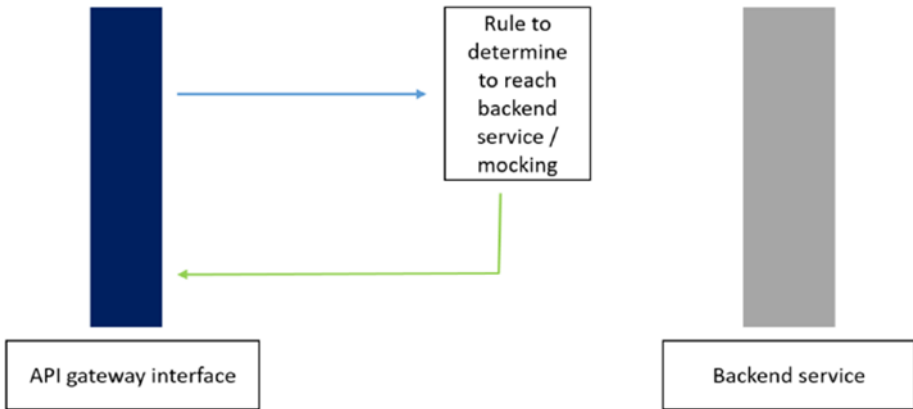 Rule to
determine
to reach
backend
service /
mocking
API gateway interface
Backend service